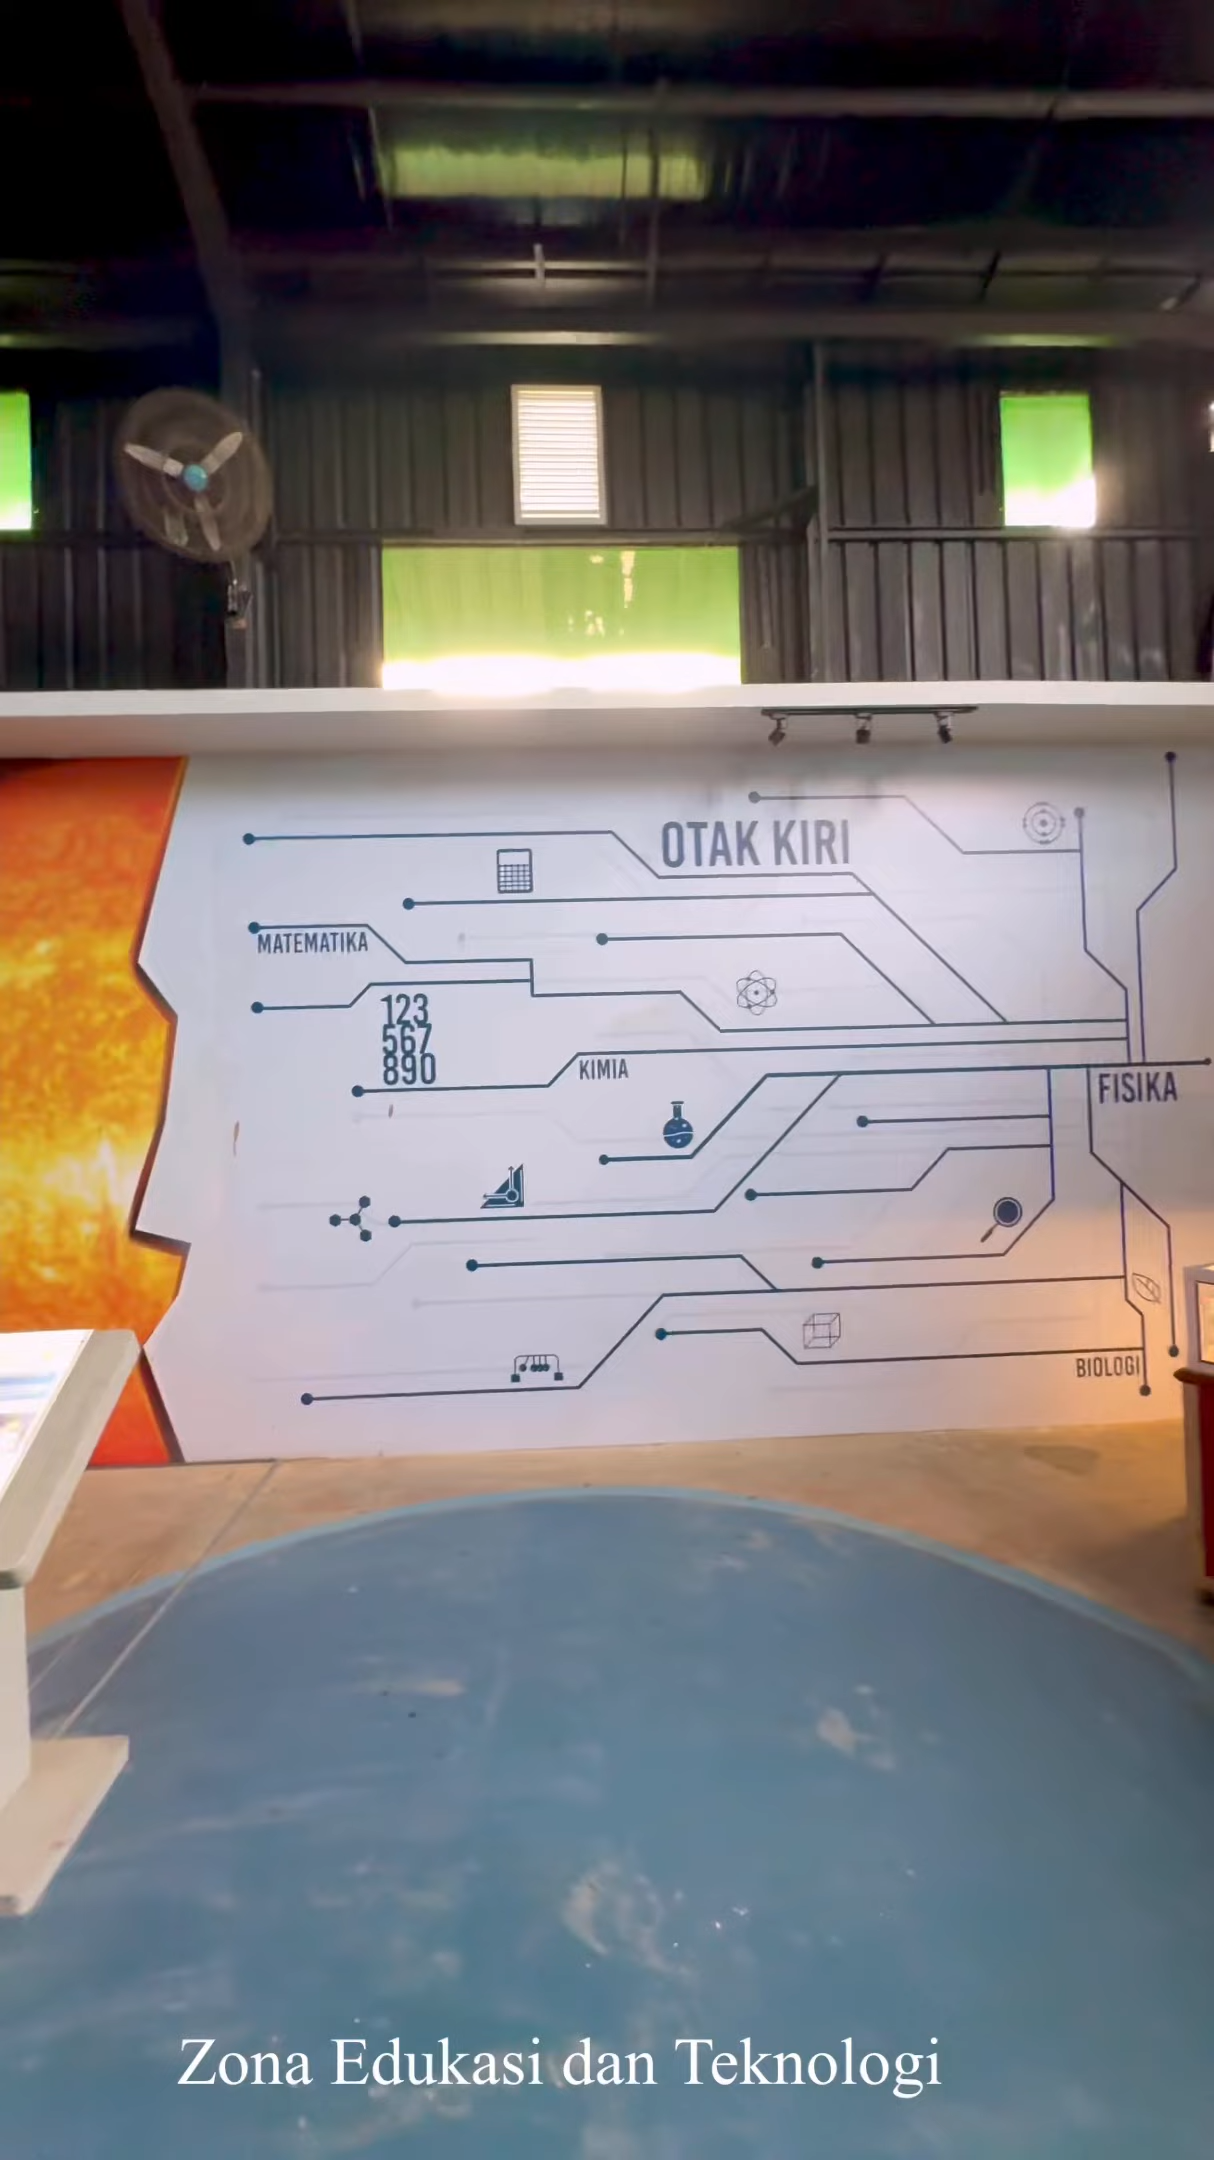 OTAK KIRI
MATEMATIKA
123
567
890
KIMIA
FISIKA
BIOLOGI
Zona Edukasi dan Teknologi